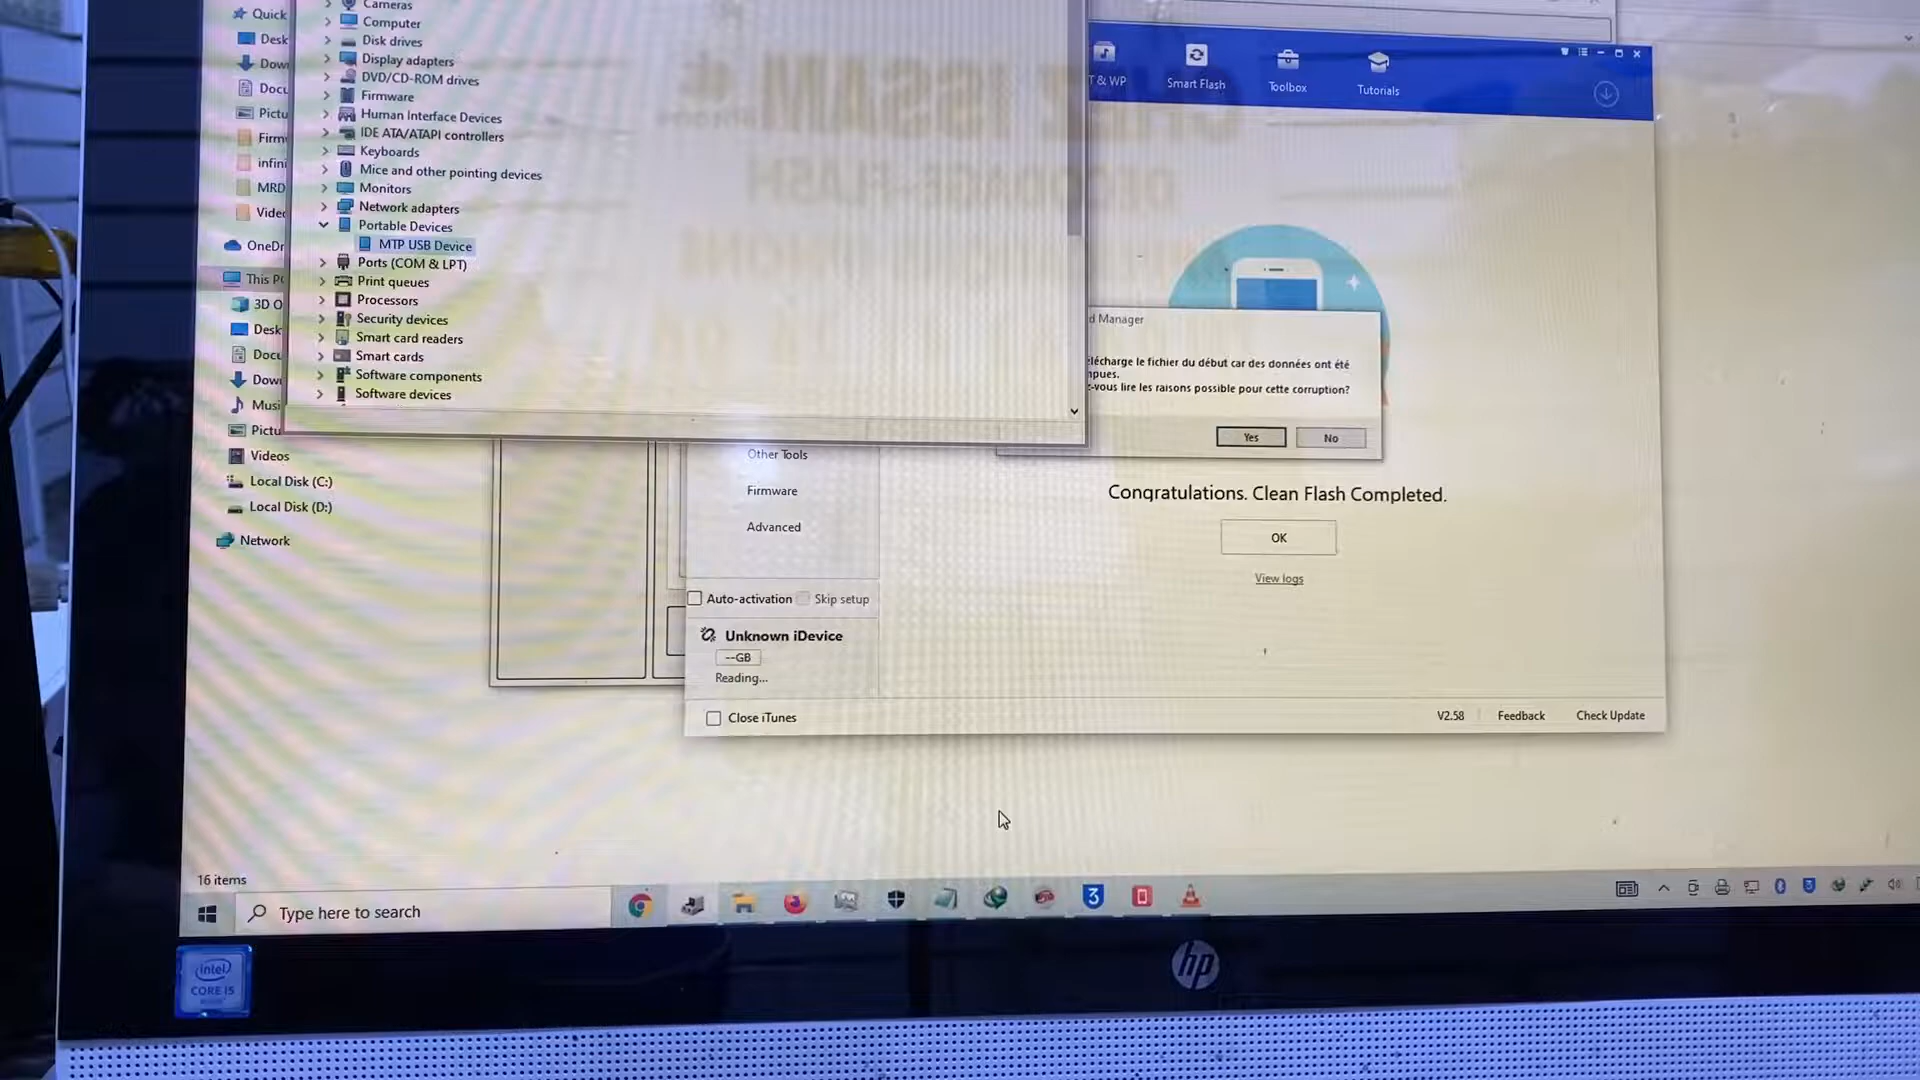 Quick
Desk
Dow
Docu
Pictu
Firm
infini
MRD
Video
OneDr
This P
3D O
Desk
Docu
Down
Musi
Pictu
Videos
Local Disk (C:)
Local Disk (D:)
Network
16 items
Cameras
Computer
Disk drives
Display adapters
DVD/CD-ROM drives
Firmware
Human Interface Devices
IDE ATA/ATAPI controllers
Keyboards
Mice and other pointing devices
Monitors
Network adapters
Portable Devices
MTP USB Device
Ports (COM & LPT)
Print queues
Processors
Security devices
Smart card readers
Smart cards
Software components
Software devices
T & WP
Smart Flash
Toolbox
Tutorials
d Manager
lécharge le fichier du début car des données ont été
mpues.
-vous lire les raisons possible pour cette corruption?
Yes
No
Other Tools
Firmware
Advanced
Congratulations. Clean Flash Completed.
OK
View logs
Auto-activation
Skip setup
Unknown iDevice
--GB
Reading...
Close iTunes
V2.58
Feedback
Check Update
Type here to search
3
intel
CORE i5
hp